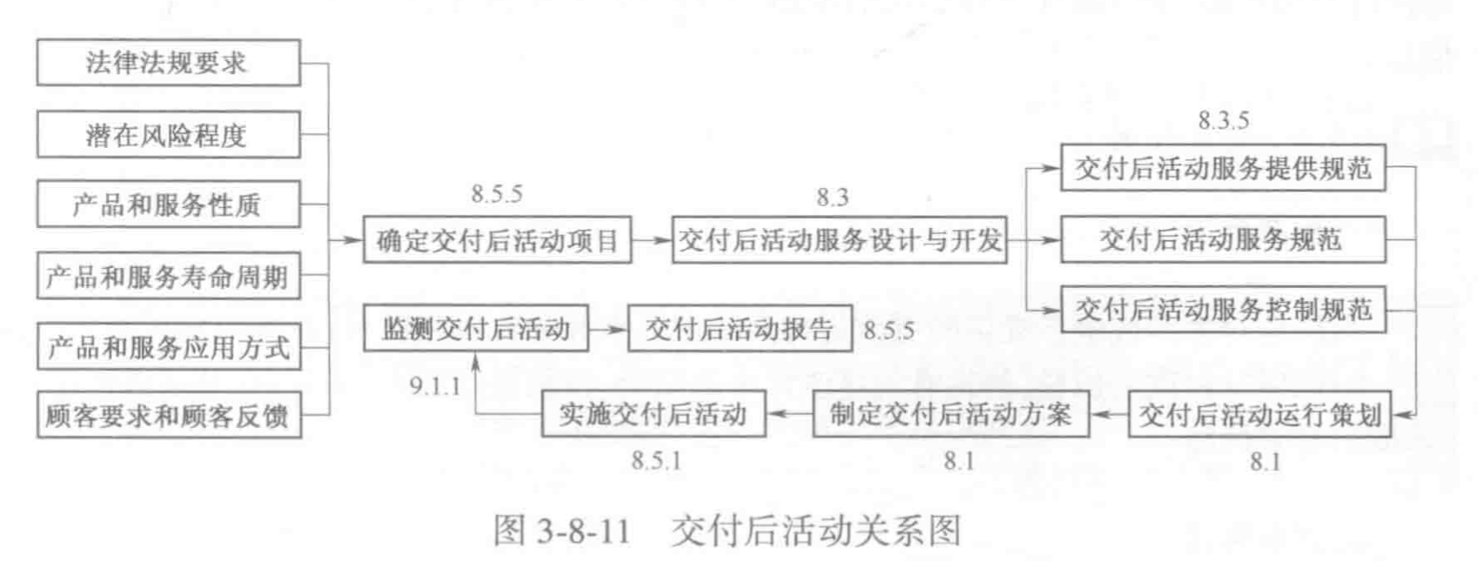 法律法规要求
潜在风险程度
产品和服务性质
产品和服务寿命周期
产品和服务应用方式
顾客要求和顾客反馈
8.5.5
确定交付后活动项目
8.3
交付后活动服务设计与开发
8.3.5
交付后活动服务提供规范
交付后活动服务规范
交付后活动服务控制规范
监测交付后活动
交付后活动报告
8.5.5
9.1.1
实施交付后活动
8.5.1
制定交付后活动方案
8.1
交付后活动运行策划
8.1
图 3-8-11 交付后活动关系图